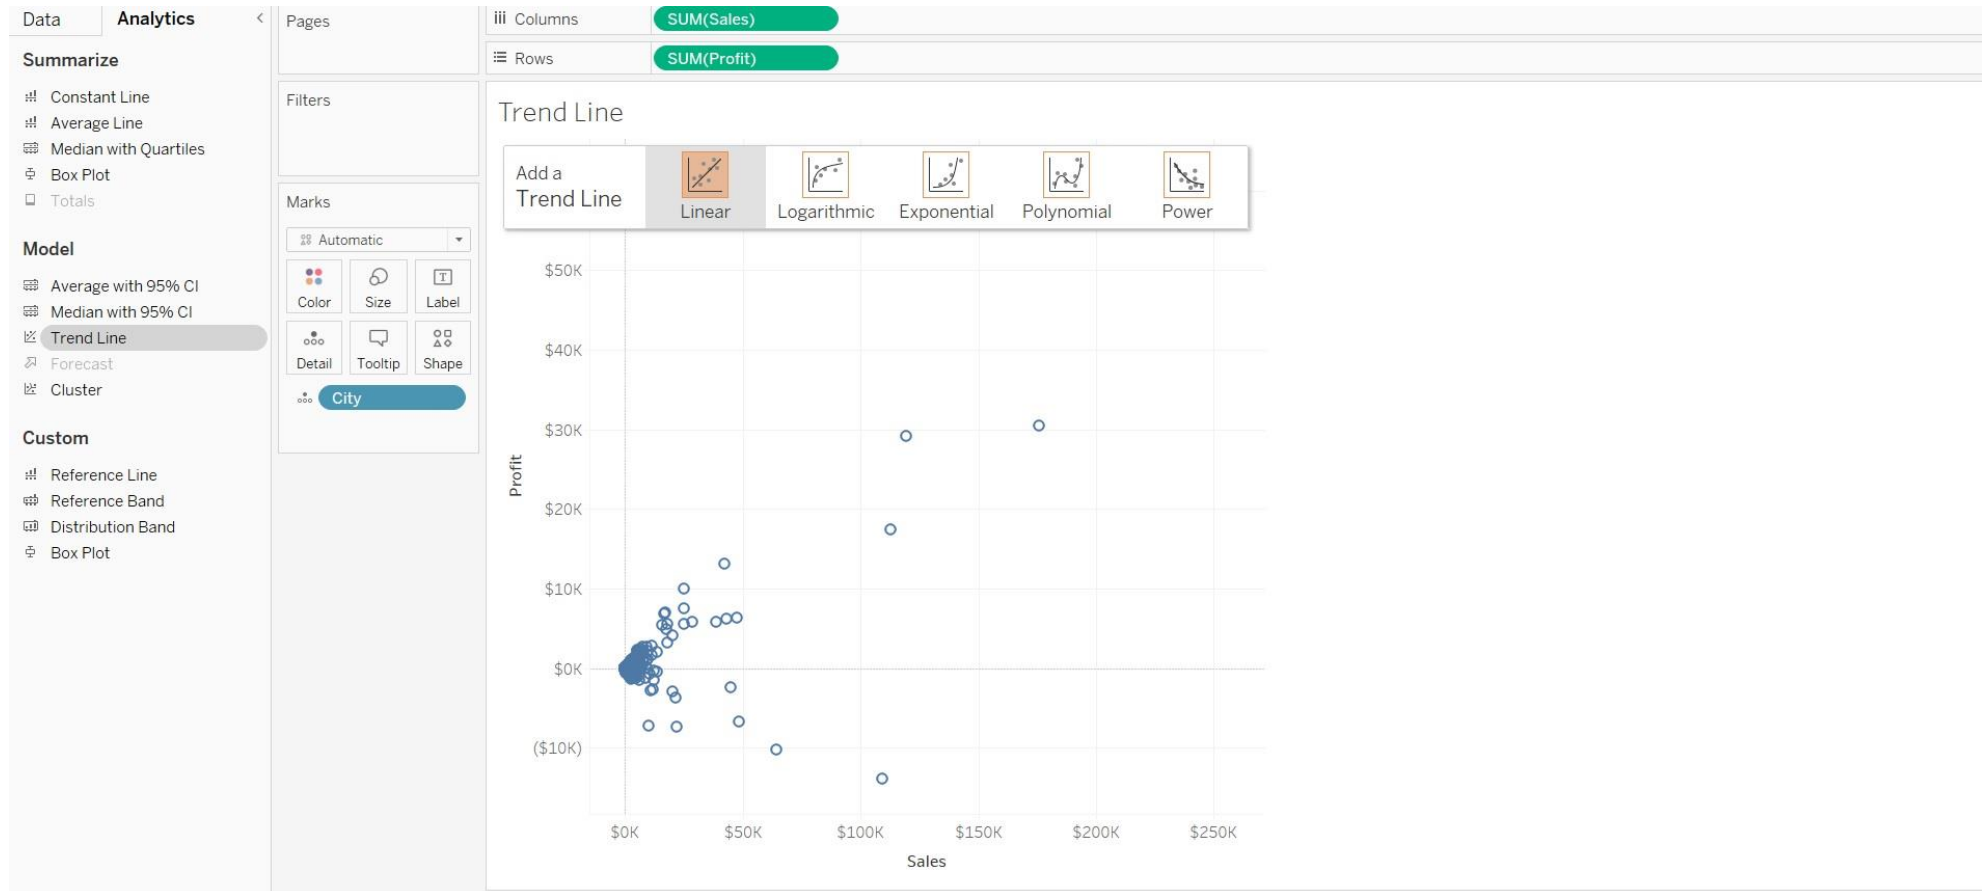 Data Analytics
Summarize
Constant Line
Average Line
Median with Quartiles
Box Plot
Totals
Model
Average with 95% CI
Median with 95% CI
Trend Line
Forecast
Cluster
Custom
Reference Line
Reference Band
Distribution Band
Box Plot
Pages
Filters
Marks
Automatic
Color Size Label
Detail Tooltip Shape
City
Columns SUM(Sales)
Rows SUM(Profit)
Trend Line
Add a
Trend Line
Linear Logarithmic Exponential Polynomial Power
$50K
$40K
$30K
$20K
$10K
$0K
($10K)
Profit
$0K $50K $100K $150K $200K $250K
Sales